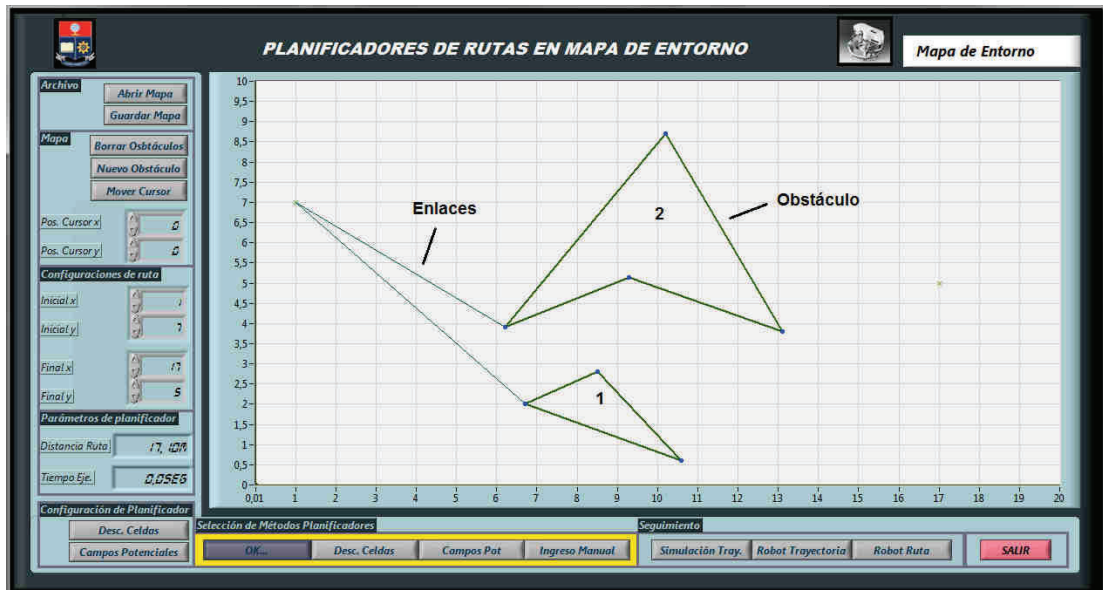 PLANIFICADORES DE RUTAS EN MAPA DE ENTORNO
Mapa de Entorno
Archivo
Abrir Mapa
Guardar Mapa
Mapa
Borrar Osbtáculos
Nuevo Obstáculo
Mover Cursor
Pos. Cursor x 0
Pos. Cursor y 0
Configuraciones de ruta
Inicial x 1
Inicial y 7
Final x 17
Final y 5
Parámetros de planificador
Distancia Ruta 17,10M
Tiempo Eje. 0,0SEG
Configuración de Planificador
Desc. Celdas
Campos Potenciales
10
9,5
9
8,5
8
7,5
7
6,5
6
5,5
5
4,5
4
3,5
3
2,5
2
1,5
1
0,5
0
0,01 1 2 3 4 5 6 7 8 9 10 11 12 13 14 15 16 17 18 19 20
Enlaces
2
Obstáculo
1
Selección de Métodos Planificadores
OK...
Desc. Celdas
Campos Pot
Ingreso Manual
Seguimiento
Simulación Tray.
Robot Trayectoria
Robot Ruta
SALIR